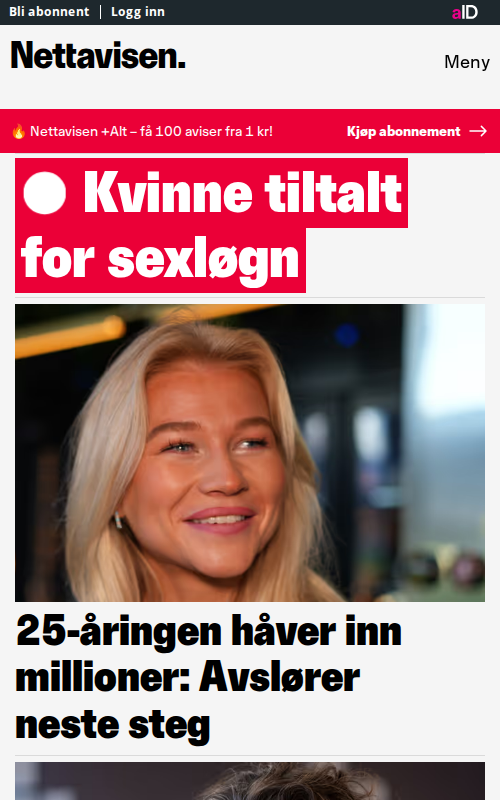 Bli abonnent | Logg inn
aID
Nettavisen.
Meny
🔥 Nettavisen +Alt – få 100 aviser fra 1 kr!
Kjøp abonnement →
Kvinne tiltalt
for sexløgn
25-åringen håver inn
millioner: Avslører
neste steg